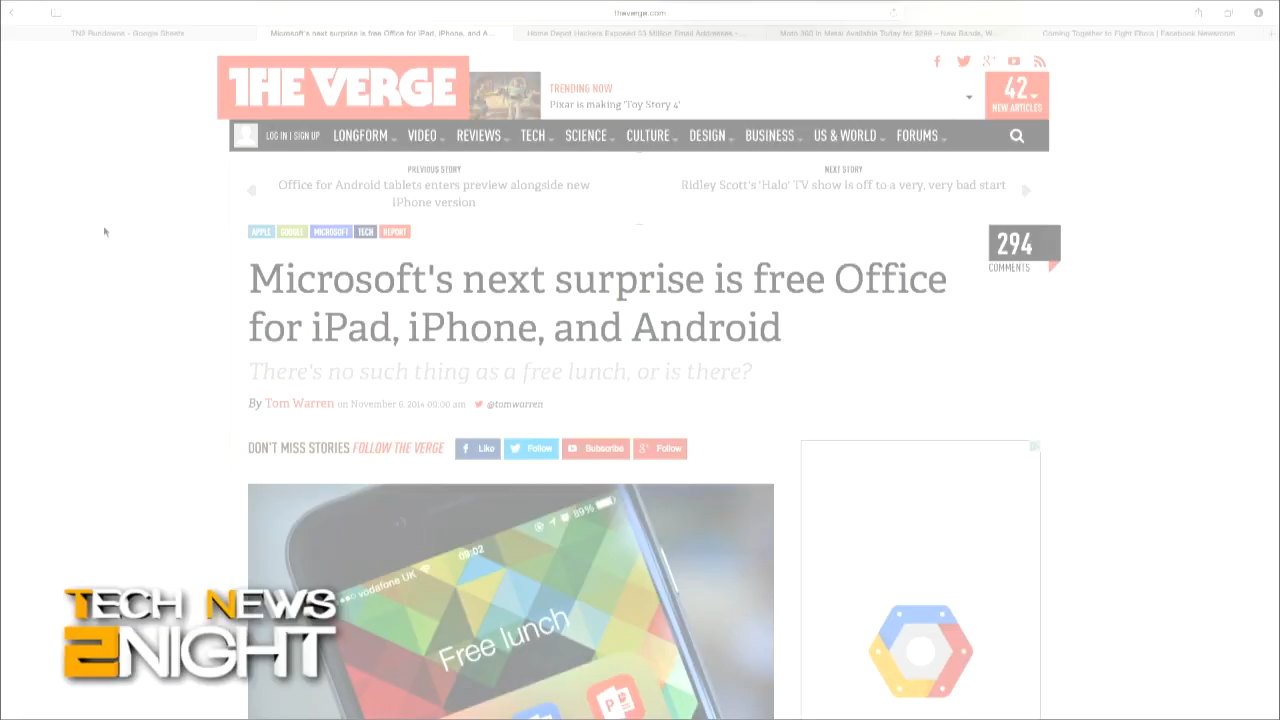 theverge.com
TN2 Rundowns - Google Sheets
Microsoft's next surprise is free Office for iPad, iPhone, and A...
Home Depot Hackers Exposed 53 Million Email Addresses - ...
Moto 360 in Metal Available Today for $299 – New Bands, W...
Coming Together to Fight Ebola | Facebook Newsroom
THE VERGE
TRENDING NOW
Pixar is making 'Toy Story 4'
42
NEW ARTICLES
LOG IN | SIGN UP
LONGFORM
VIDEO
REVIEWS
TECH
SCIENCE
CULTURE
DESIGN
BUSINESS
US & WORLD
FORUMS
PREVIOUS STORY
Office for Android tablets enters preview alongside new
iPhone version
NEXT STORY
Ridley Scott's 'Halo' TV show is off to a very, very bad start
APPLE
GOOGLE
MICROSOFT
TECH
REPORT
294
COMMENTS
Microsoft's next surprise is free Office
for iPad, iPhone, and Android
There's no such thing as a free lunch, or is there?
By Tom Warren on November 6, 2014 09:00 am @tomwarren
DON'T MISS STORIES FOLLOW THE VERGE
Like
Follow
Subscribe
Follow
vodafone UK
09:02
89%
Free lunch
TECH NEWS
2NIGHT